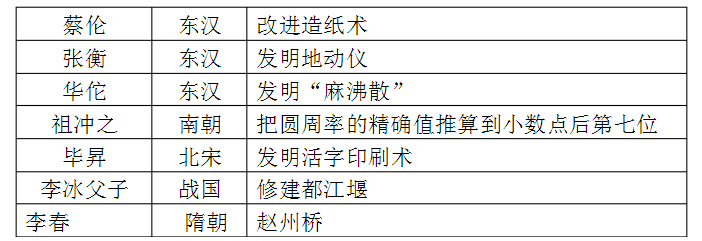 蔡伦 东汉 改进造纸术
张衡 东汉 发明地动仪
华佗 东汉 发明“麻沸散”
祖冲之 南朝 把圆周率的精确值推算到小数点后第七位
毕昇 北宋 发明活字印刷术
李冰父子 战国 修建都江堰
李春 隋朝 赵州桥